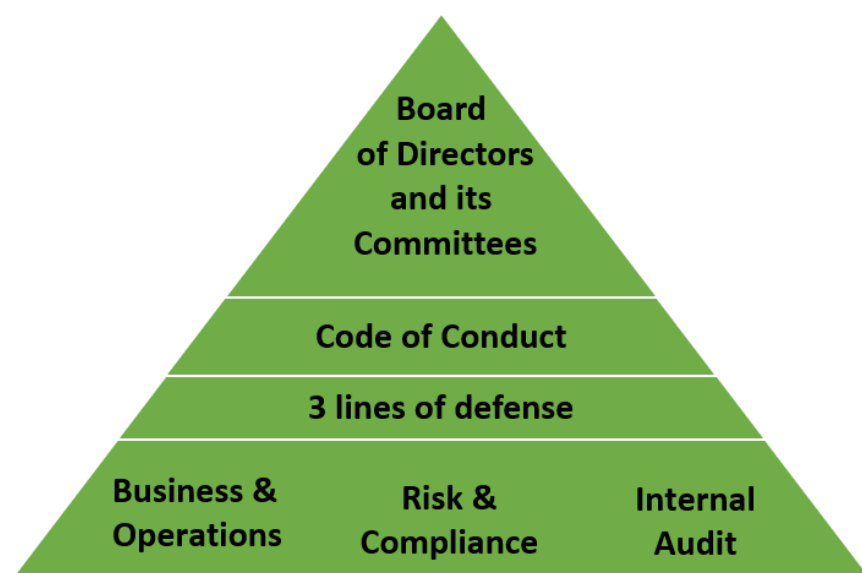 Board
of Directors
and its
Committees
Code of Conduct
3 lines of defense
Business &
Operations
Risk &
Compliance
Internal
Audit